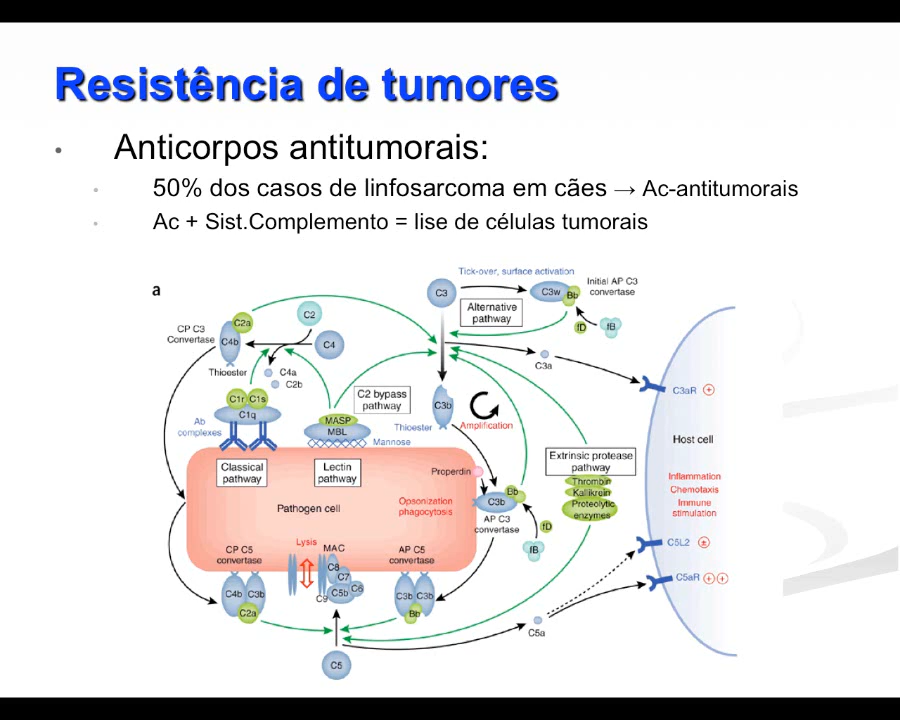 Resistência de tumores
• Anticorpos antitumorais:
• 50% dos casos de linfosarcoma em cães → Ac-antitumorais
• Ac + Sist.Complemento = lise de células tumorais
a
Tick-over, surface activation
C3
C3w
Bb
Initial AP C3
convertase
Alternative
pathway
fD
fB
C2a
C2
CP C3
Convertase
C4b
C4
C3a
Thioester
C4a
C2b
C3aR
+
C1r
C1s
C1q
C2 bypass
pathway
C3b
Thioester
Amplification
Ab
complexes
MASP
MBL
Mannose
Host cell
Classical
pathway
Lectin
pathway
Properdin
Extrinsic protease
pathway
Thrombin
Kallikrein
Proteolytic
enzymes
Inflammation
Chemotaxis
Immune
stimulation
Pathogen cell
Opsonization
phagocytosis
Bb
C3b
AP C3
convertase
fD
fB
Lysis
MAC
C5L2
±
CP C5
convertase
AP C5
convertase
C8
C7
C6
C5b
C9
C5aR
+
+
C4b
C3b
C2a
C3b
C3b
Bb
C5a
C5